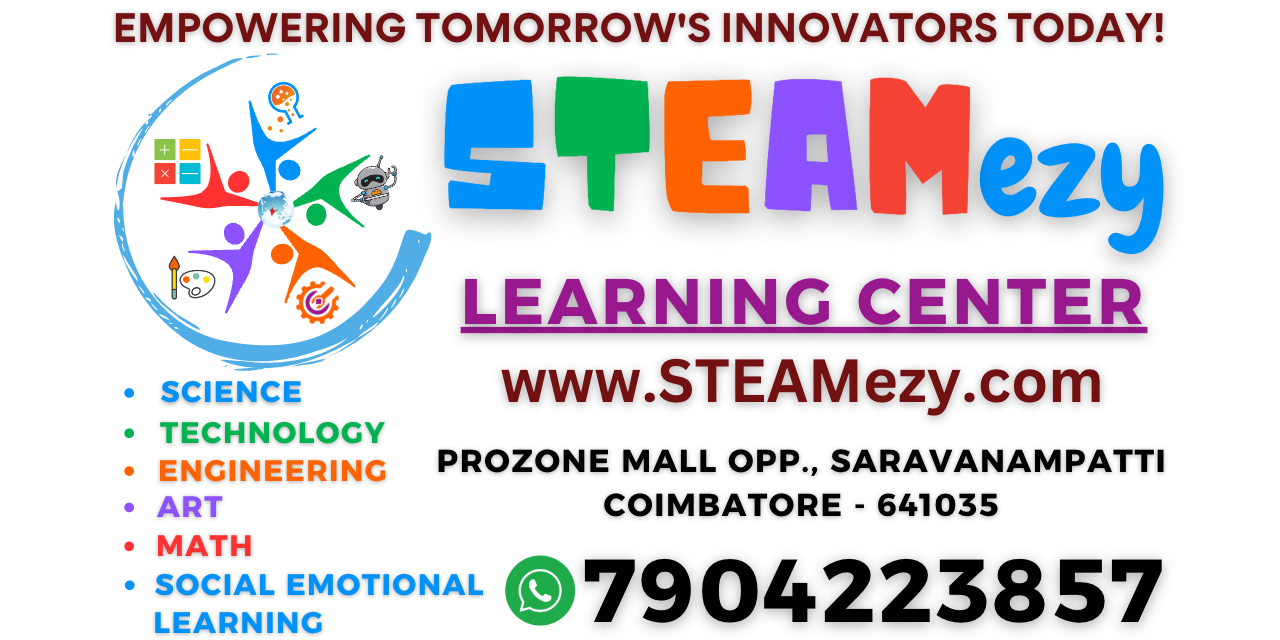 EMPOWERING TOMORROW'S INNOVATORS TODAY!
STEAMezy
LEARNING CENTER
www.STEAMezy.com
• SCIENCE
• TECHNOLOGY
• ENGINEERING
• ART
• MATH
• SOCIAL EMOTIONAL
LEARNING
PROZONE MALL OPP., SARAVANAMPATTI
COIMBATORE - 641035
7904223857